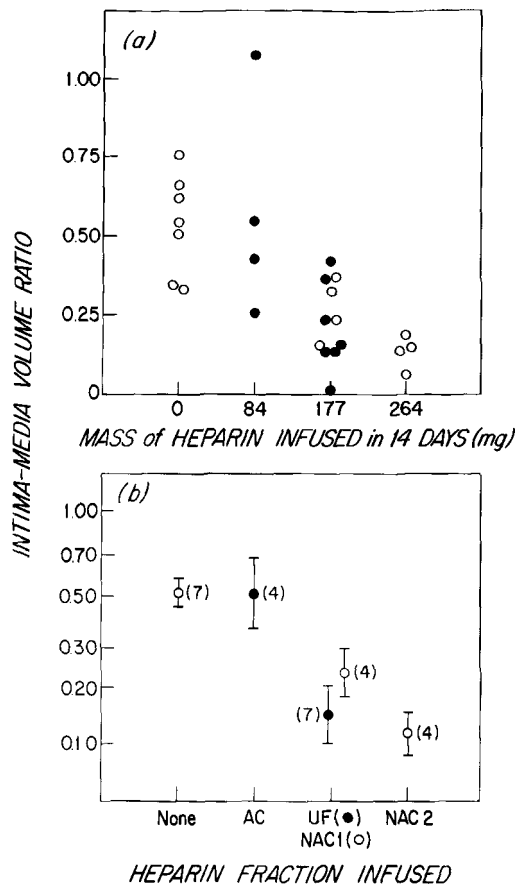 INTIMA-MEDIA VOLUME RATIO
(a)
1.00
0.75
0.50
0.25
0
0 84 177 264
MASS of HEPARIN INFUSED in 14 DAYS (mg)
(b)
1.00
0.70
0.50
0.30
0.20
0.10
(7) (4)
(4)
(7) (4)
None AC UF(●) NAC2
NAC1(○)
HEPARIN FRACTION INFUSED